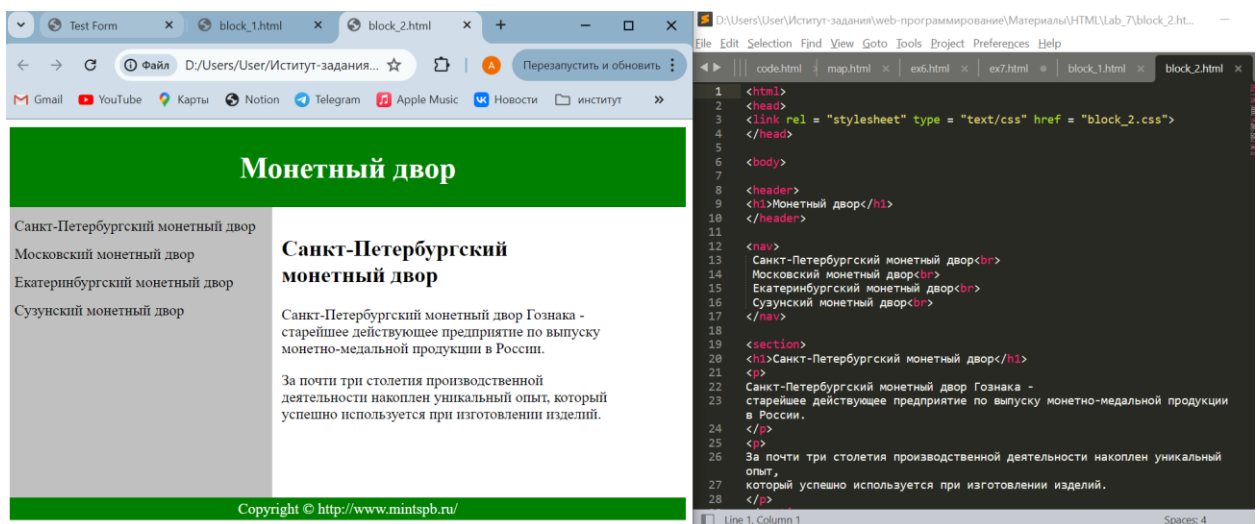 Test Form
block_1.html
block_2.html
Файл D:/Users/User/Иститут-задания...
Перезапустить и обновить
Gmail YouTube Карты Notion Telegram Apple Music Новости институт
Монетный двор
Санкт-Петербургский монетный двор
Московский монетный двор
Екатеринбургский монетный двор
Сузунский монетный двор
Санкт-Петербургский
монетный двор
Санкт-Петербургский монетный двор Гознака -
старейшее действующее предприятие по выпуску
монетно-медальной продукции в России.
За почти три столетия производственной
деятельности накоплен уникальный опыт, который
успешно используется при изготовлении изделий.
Copyright © http://www.mintspb.ru/
D:\Users\User\Иститут-задания\web-программирование\Материалы\HTML\Lab_7\block_2.ht...
File Edit Selection Find View Goto Tools Project Preferences Help
code.html map.html ex6.html ex7.html block_1.html block_2.html
1 <html>
2 <head>
3 <link rel = "stylesheet" type = "text/css" href = "block_2.css">
4 </head>
5
6 <body>
7
8 <header>
9 <h1>Монетный двор</h1>
10 </header>
11
12 <nav>
13 Санкт-Петербургский монетный двор<br>
14 Московский монетный двор<br>
15 Екатеринбургский монетный двор<br>
16 Сузунский монетный двор<br>
17 </nav>
18
19 <section>
20 <h1>Санкт-Петербургский монетный двор</h1>
21 <p>
22 Санкт-Петербургский монетный двор Гознака -
23 старейшее действующее предприятие по выпуску монетно-медальной продукции
в России.
24 </p>
25 <p>
26 За почти три столетия производственной деятельности накоплен уникальный
опыт,
27 который успешно используется при изготовлении изделий.
28 </p>
Line 1, Column 1
Spaces: 4